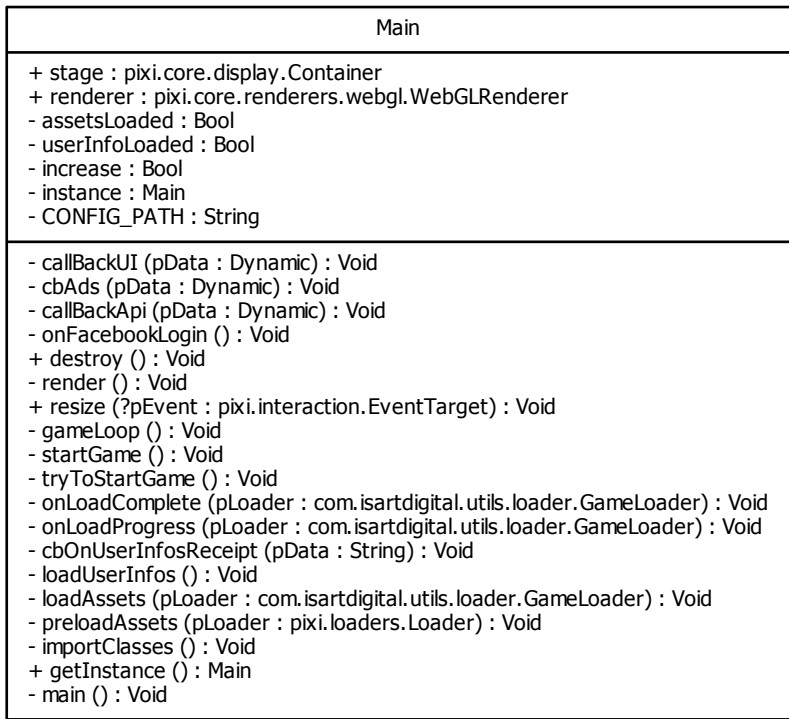 Main
+ stage : pixi.core.display.Container
+ renderer : pixi.core.renderers.webgl.WebGLRenderer
- assetsLoaded : Bool
- userInfoLoaded : Bool
- increase : Bool
- instance : Main
- CONFIG_PATH : String
- callBackUI (pData : Dynamic) : Void
- cbAds (pData : Dynamic) : Void
- callBackApi (pData : Dynamic) : Void
- onFacebookLogin () : Void
+ destroy () : Void
- render () : Void
+ resize (?pEvent : pixi.interaction.EventTarget) : Void
- gameLoop () : Void
- startGame () : Void
- tryToStartGame () : Void
- onLoadComplete (pLoader : com.isartdigital.utils.loader.GameLoader) : Void
- onLoadProgress (pLoader : com.isartdigital.utils.loader.GameLoader) : Void
- cbOnUserInfosReceipt (pData : String) : Void
- loadUserInfos () : Void
- loadAssets (pLoader : com.isartdigital.utils.loader.GameLoader) : Void
- preloadAssets (pLoader : pixi.loaders.Loader) : Void
- importClasses () : Void
+ getInstance () : Main
- main () : Void